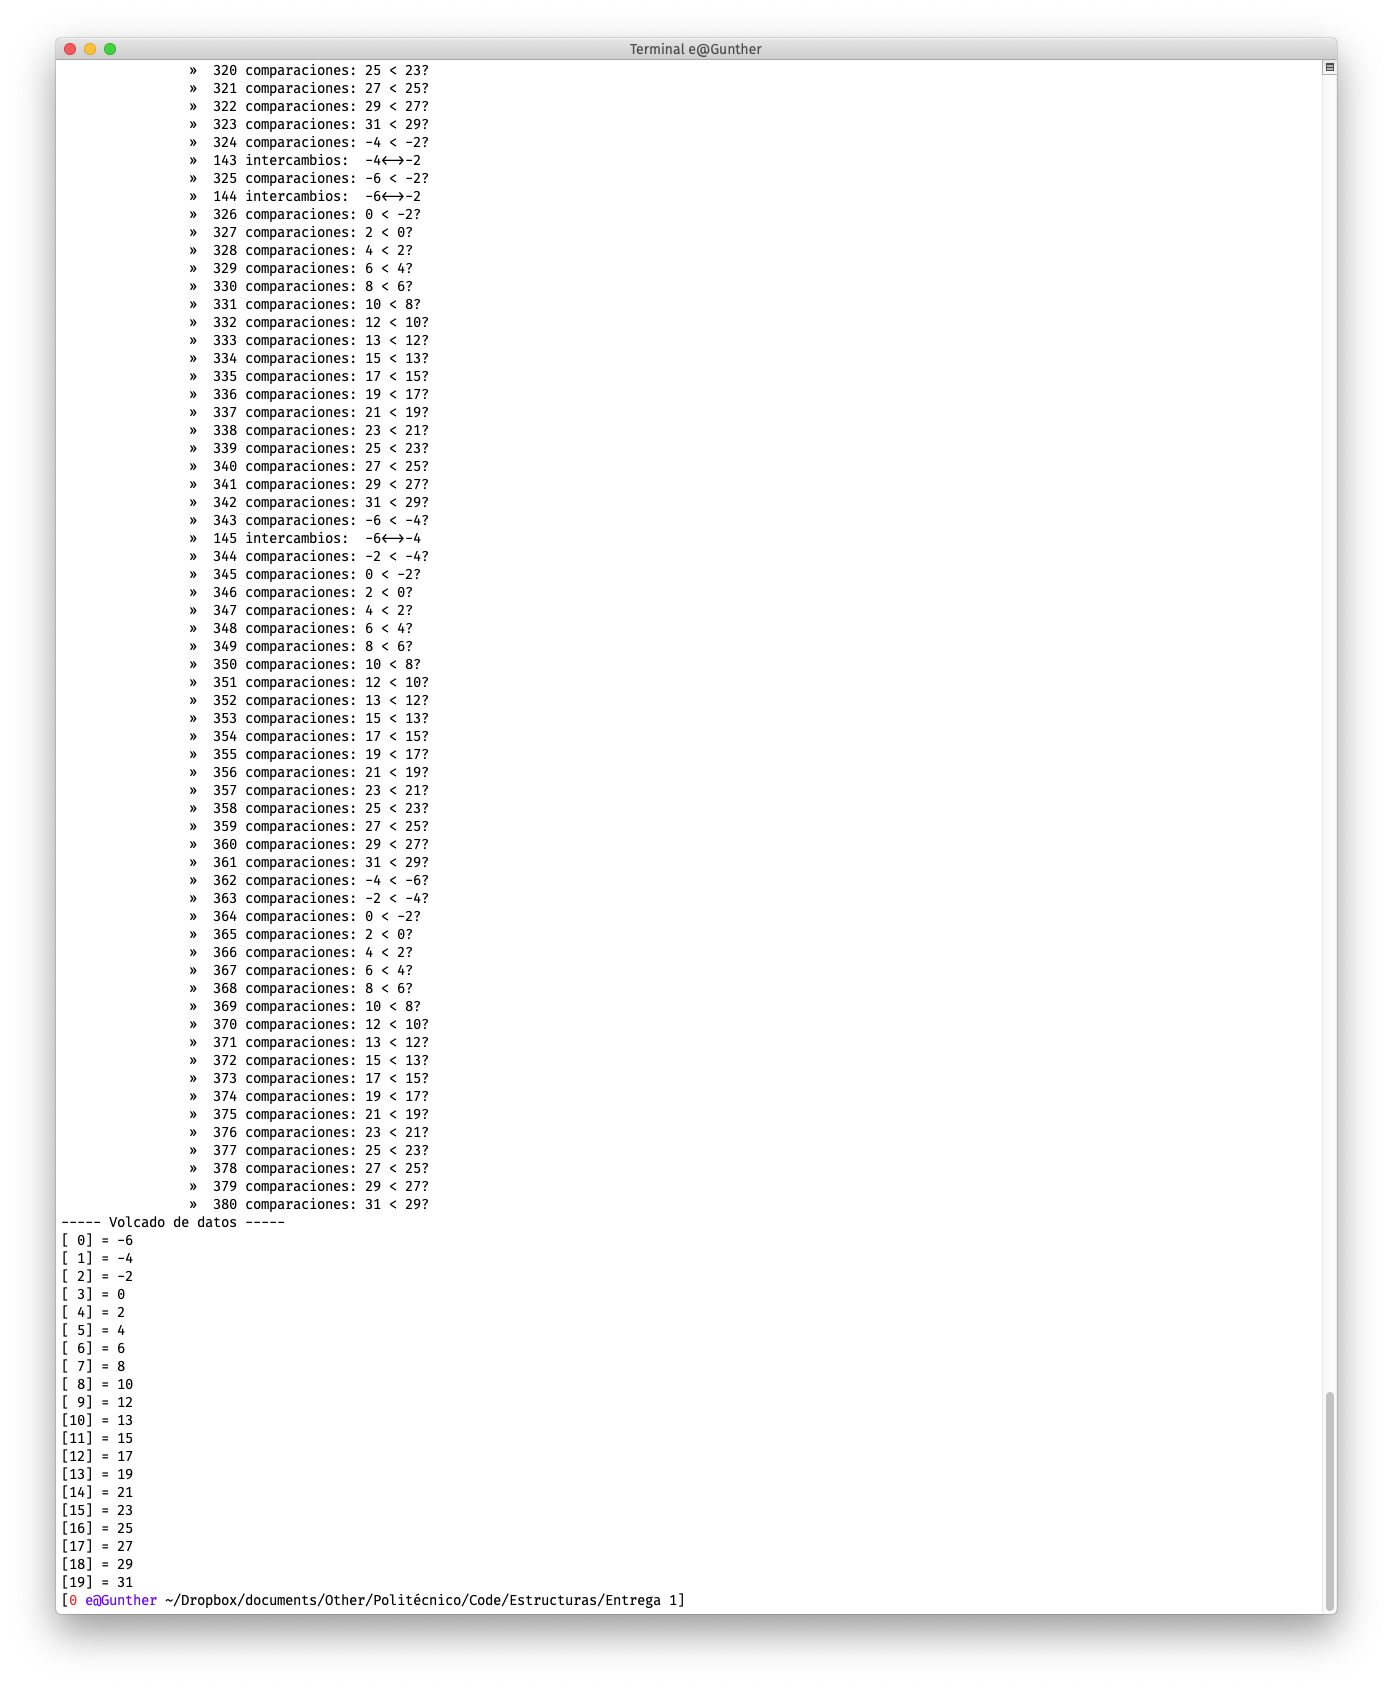 Terminal e@Gunther
»  320 comparaciones: 25 < 23?
»  321 comparaciones: 27 < 25?
»  322 comparaciones: 29 < 27?
»  323 comparaciones: 31 < 29?
»  324 comparaciones: -4 < -2?
»  143 intercambios:  -4<->-2
»  325 comparaciones: -6 < -2?
»  144 intercambios:  -6<->-2
»  326 comparaciones: 0 < -2?
»  327 comparaciones: 2 < 0?
»  328 comparaciones: 4 < 2?
»  329 comparaciones: 6 < 4?
»  330 comparaciones: 8 < 6?
»  331 comparaciones: 10 < 8?
»  332 comparaciones: 12 < 10?
»  333 comparaciones: 13 < 12?
»  334 comparaciones: 15 < 13?
»  335 comparaciones: 17 < 15?
»  336 comparaciones: 19 < 17?
»  337 comparaciones: 21 < 19?
»  338 comparaciones: 23 < 21?
»  339 comparaciones: 25 < 23?
»  340 comparaciones: 27 < 25?
»  341 comparaciones: 29 < 27?
»  342 comparaciones: 31 < 29?
»  343 comparaciones: -6 < -4?
»  145 intercambios:  -6<->-4
»  344 comparaciones: -2 < -4?
»  345 comparaciones: 0 < -2?
»  346 comparaciones: 2 < 0?
»  347 comparaciones: 4 < 2?
»  348 comparaciones: 6 < 4?
»  349 comparaciones: 8 < 6?
»  350 comparaciones: 10 < 8?
»  351 comparaciones: 12 < 10?
»  352 comparaciones: 13 < 12?
»  353 comparaciones: 15 < 13?
»  354 comparaciones: 17 < 15?
»  355 comparaciones: 19 < 17?
»  356 comparaciones: 21 < 19?
»  357 comparaciones: 23 < 21?
»  358 comparaciones: 25 < 23?
»  359 comparaciones: 27 < 25?
»  360 comparaciones: 29 < 27?
»  361 comparaciones: 31 < 29?
»  362 comparaciones: -4 < -6?
»  363 comparaciones: -2 < -4?
»  364 comparaciones: 0 < -2?
»  365 comparaciones: 2 < 0?
»  366 comparaciones: 4 < 2?
»  367 comparaciones: 6 < 4?
»  368 comparaciones: 8 < 6?
»  369 comparaciones: 10 < 8?
»  370 comparaciones: 12 < 10?
»  371 comparaciones: 13 < 12?
»  372 comparaciones: 15 < 13?
»  373 comparaciones: 17 < 15?
»  374 comparaciones: 19 < 17?
»  375 comparaciones: 21 < 19?
»  376 comparaciones: 23 < 21?
»  377 comparaciones: 25 < 23?
»  378 comparaciones: 27 < 25?
»  379 comparaciones: 29 < 27?
»  380 comparaciones: 31 < 29?
----- Volcado de datos -----
[ 0] = -6
[ 1] = -4
[ 2] = -2
[ 3] = 0
[ 4] = 2
[ 5] = 4
[ 6] = 6
[ 7] = 8
[ 8] = 10
[ 9] = 12
[10] = 13
[11] = 15
[12] = 17
[13] = 19
[14] = 21
[15] = 23
[16] = 25
[17] = 27
[18] = 29
[19] = 31
[0 e@Gunther ~/Dropbox/documents/Other/Politécnico/Code/Estructuras/Entrega 1]